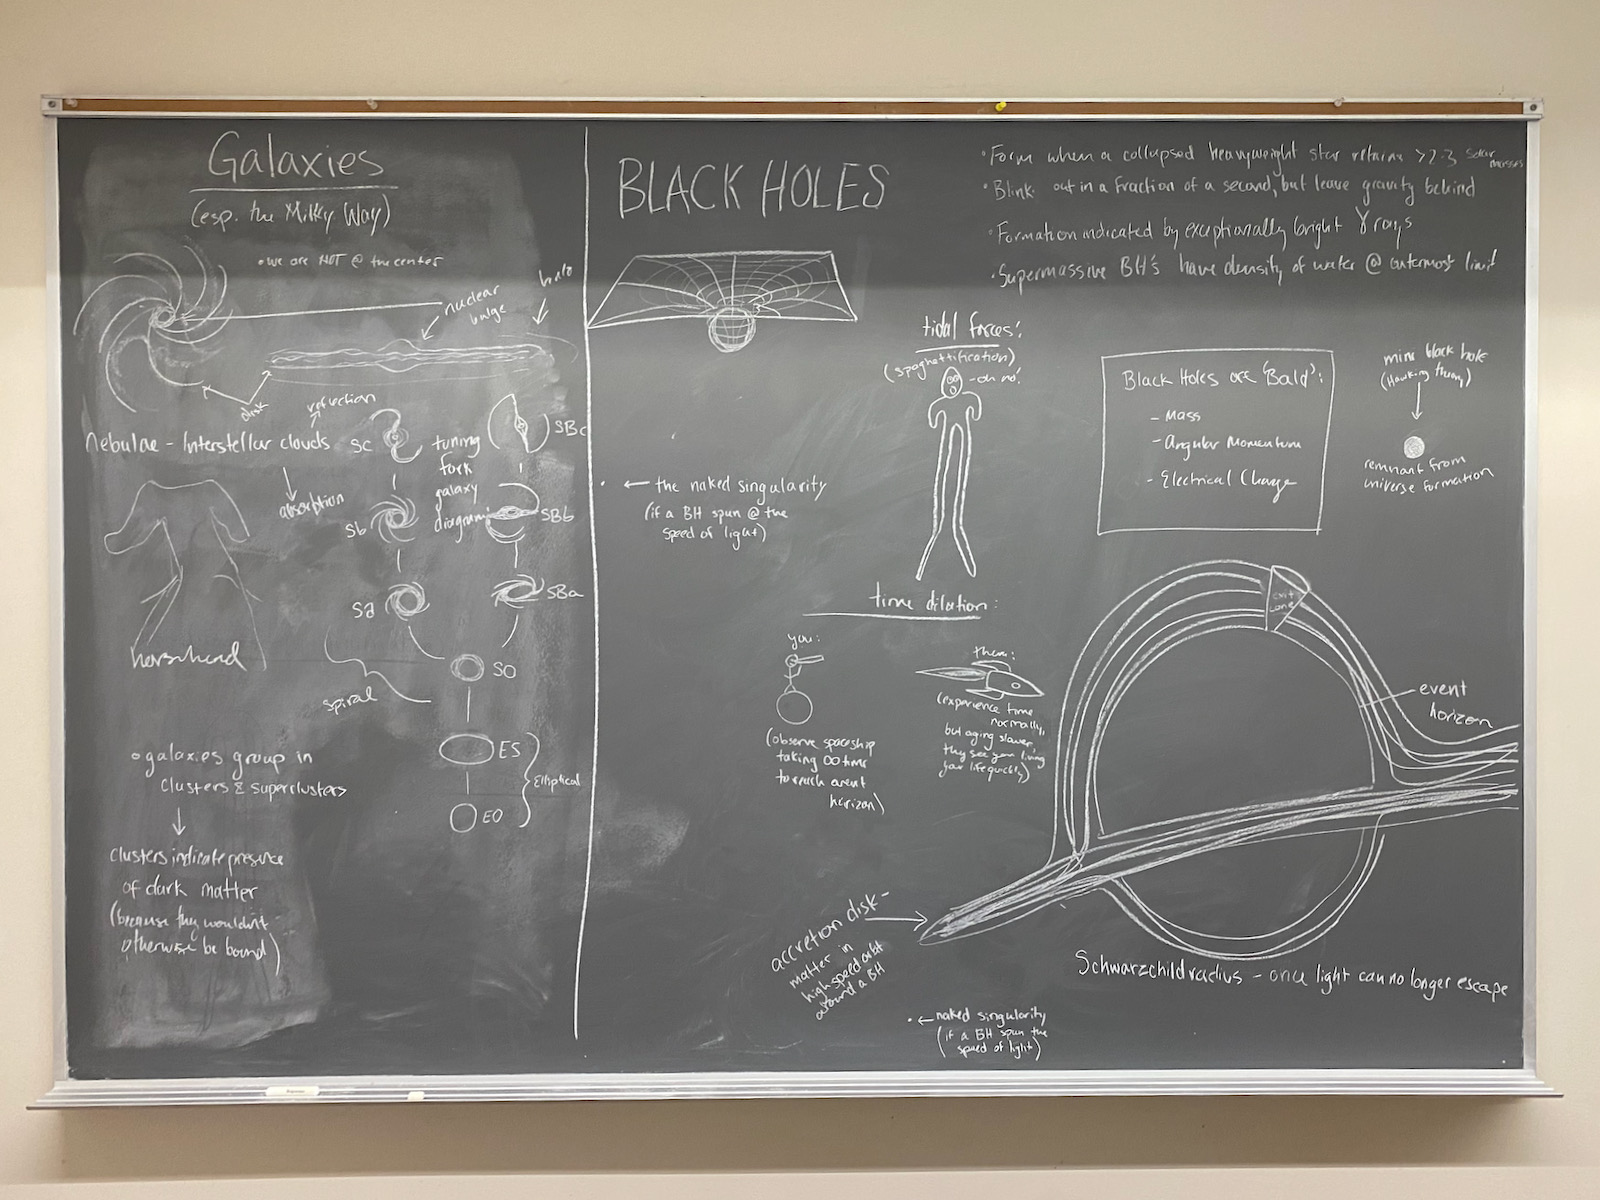 Galaxies
(esp. the Milky Way)
• we are NOT @ the center
nuclear
bulge
halo
disk
refraction
Nebulae - Interstellar clouds
absorption
horsehead
Sc
SBc
tuning
fork
galaxy
diagram:
Sb
SBb
Sa
SBa
SO
spiral
ES
Elliptical
EO
• galaxies group in
clusters & superclusters
clusters indicate presence
of dark matter
(because they wouldn't
otherwise be bound)
BLACK HOLES
• Form when a collapsed heavyweight star retains >2-3 solar
masses
• Blink out in a fraction of a second, but leave gravity behind
• Formation indicated by exceptionally bright γ rays
• Supermassive BH's have density of water @ outermost limit
tidal forces:
(spaghettification)
- oh no!
Black Holes are 'Bald':
- Mass
- Angular Momentum
- Electrical Charge
mini black hole
(Hawking theory)
remnant from
universe formation
← the naked singularity
(if a BH spun @ the
speed of light)
time dilation:
you:
(observe spaceship
taking ∞ time
to reach event
horizon)
them:
(experience time
normally,
but aging slower,
they see you living
your life quickly)
Exit
Lane
event
horizon
accretion disk -
matter in
high speed orbit
around a BH
Schwarzchild radius - once light can no longer escape
• ← naked singularity
(if a BH spun the
speed of light)